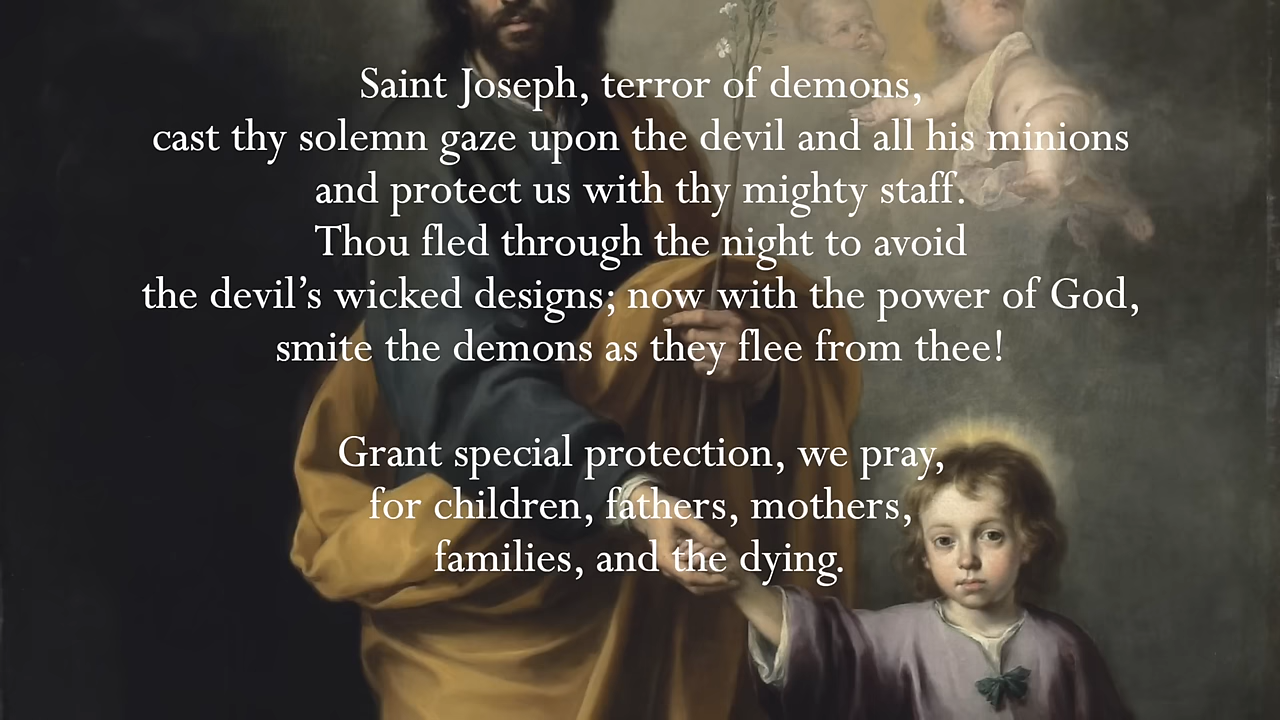 Saint Joseph, terror of demons,
cast thy solemn gaze upon the devil and all his minions
and protect us with thy mighty staff.
Thou fled through the night to avoid
the devil’s wicked designs; now with the power of God,
smite the demons as they flee from thee!
Grant special protection, we pray,
for children, fathers, mothers,
families, and the dying.